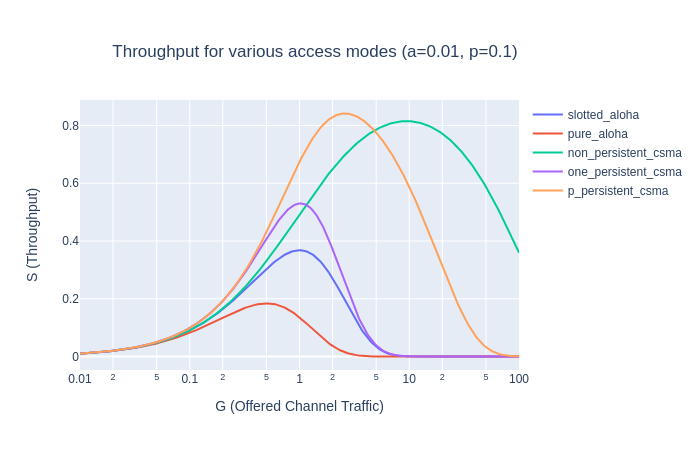 Throughput for various access modes (a=0.01, p=0.1)
slotted_aloha
pure_aloha
non_persistent_csma
one_persistent_csma
p_persistent_csma
S (Throughput)
0.8
0.6
0.4
0.2
0
0.01 2 5 0.1 2 5 1 2 5 10 2 5 100
G (Offered Channel Traffic)